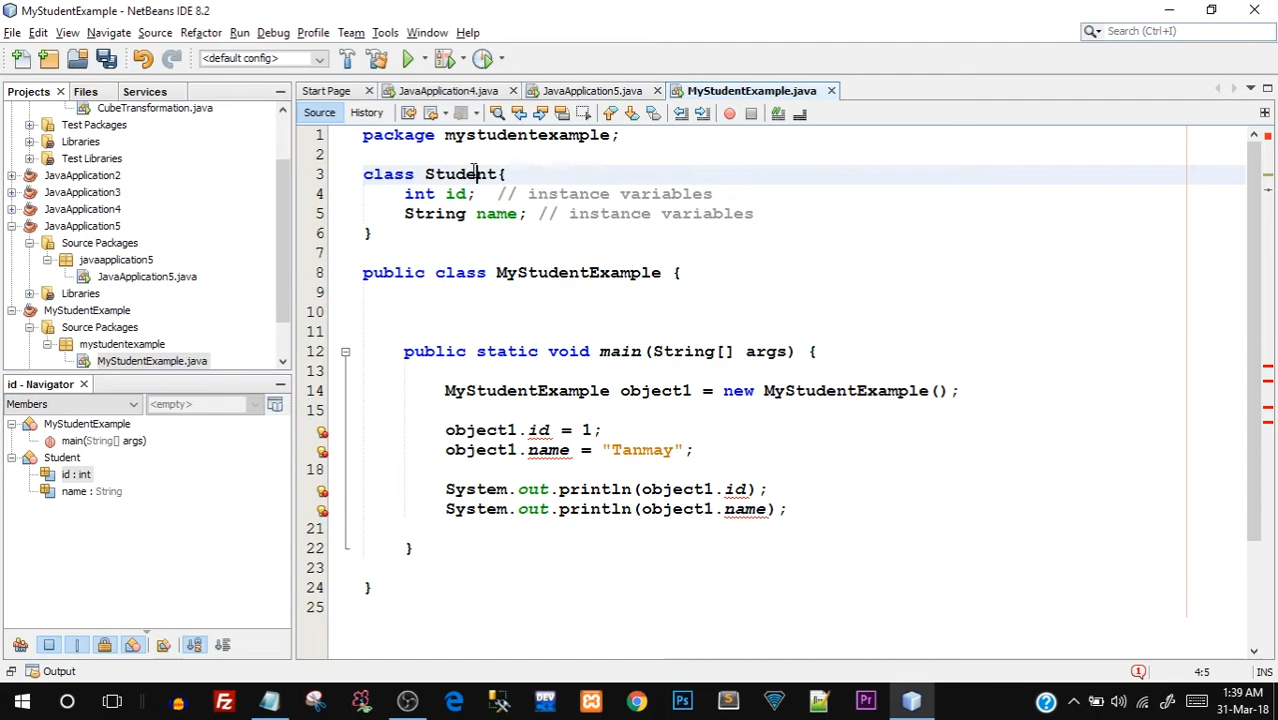 MyStudentExample - NetBeans IDE 8.2
File Edit View Navigate Source Refactor Run Debug Profile Team Tools Window Help
Search (Ctrl+I)
<default config>
Projects Files Services
Start Page JavaApplication4.java JavaApplication5.java MyStudentExample.java
Source History
CubeTransformation.java
Test Packages
Libraries
Test Libraries
JavaApplication2
JavaApplication3
JavaApplication4
JavaApplication5
Source Packages
javaapplication5
JavaApplication5.java
Libraries
MyStudentExample
Source Packages
mystudentexample
MyStudentExample.java
id - Navigator
Members <empty>
MyStudentExample
main(String[] args)
Student
id : int
name : String
1 package mystudentexample;
2
3 class Student{
4 int id; // instance variables
5 String name; // instance variables
6 }
7
8 public class MyStudentExample {
9
10
11
12 public static void main(String[] args) {
13
14 MyStudentExample object1 = new MyStudentExample();
15
object1.id = 1;
object1.name = "Tanmay";
18
System.out.println(object1.id);
System.out.println(object1.name);
21
22 }
23
24 }
25
Output
1 4:5 INS
DEV
Ps
S
Pr
1:39 AM
31-Mar-18